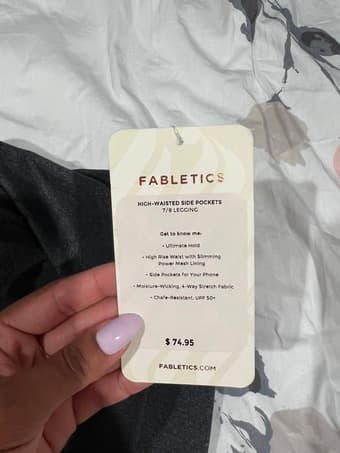 FABLETICS
HIGH-WAISTED SIDE POCKETS
7/8 LEGGING
Get to know me:
• Ultimate Hold
• High Rise Waist with Slimming
Power Mesh Lining
• Side Pockets for Your Phone
• Moisture-Wicking, 4-Way Stretch Fabric
• Chafe-Resistant, UPF 50+
$ 74.95
FABLETICS.COM